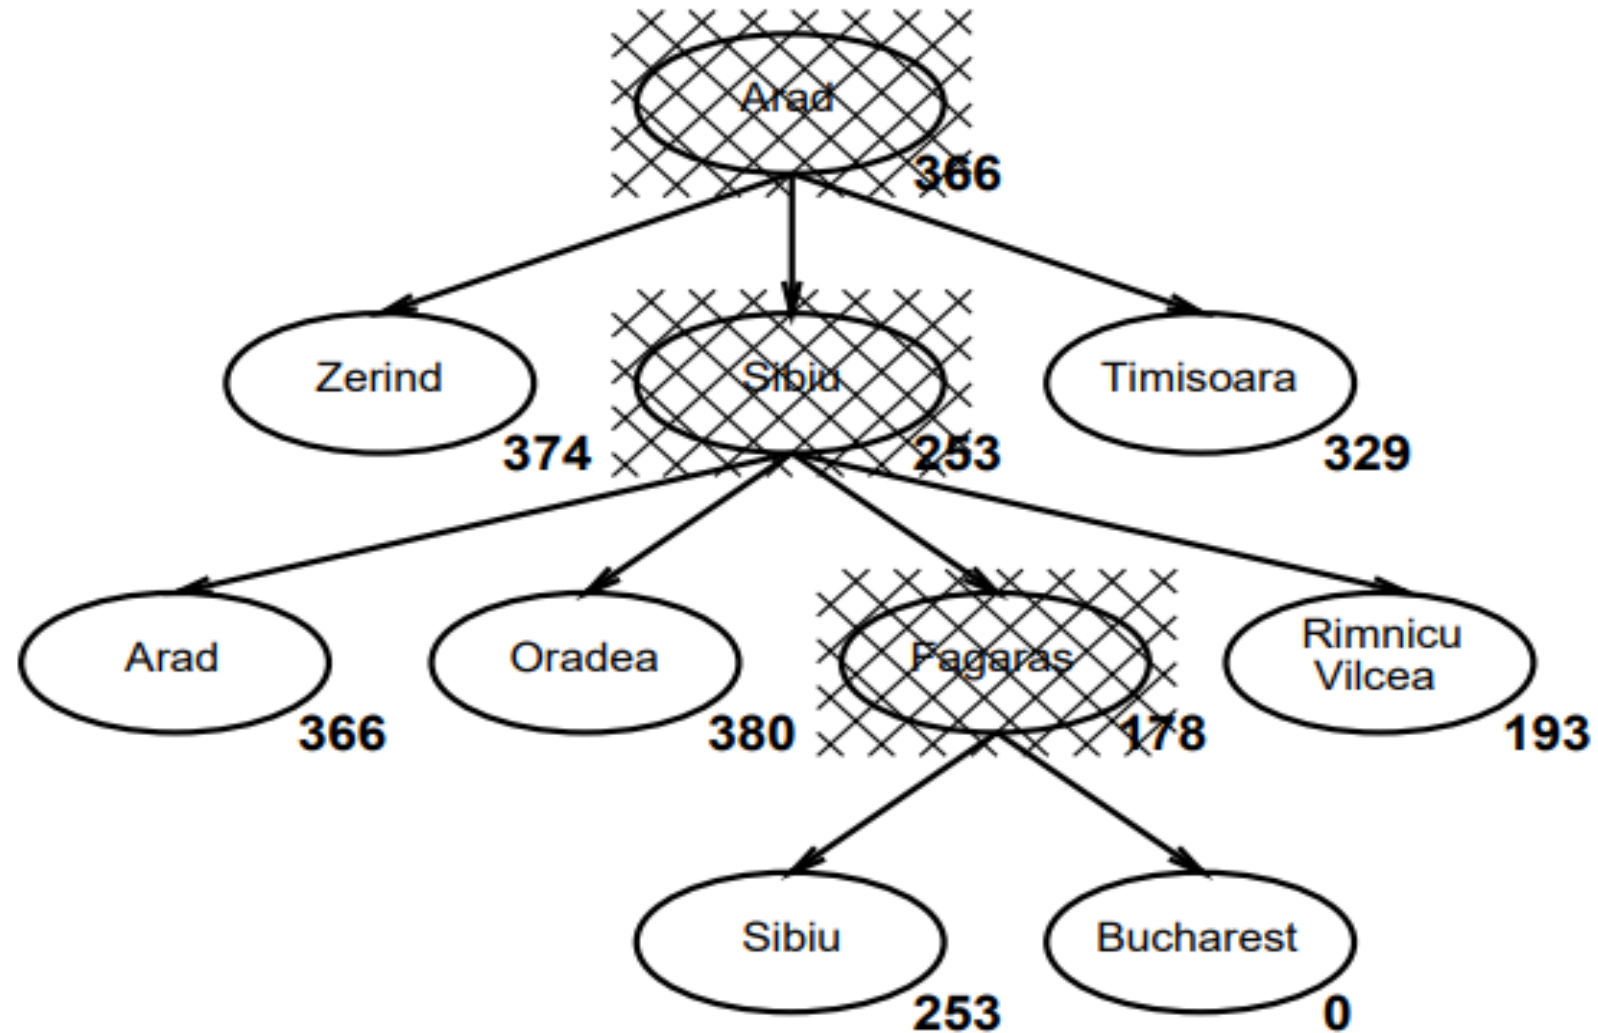 Arad
366
Zerind
374
Sibiu
253
Timisoara
329
Arad
366
Oradea
380
Fagaras
178
Rimnicu
Vilcea
193
Sibiu
253
Bucharest
0